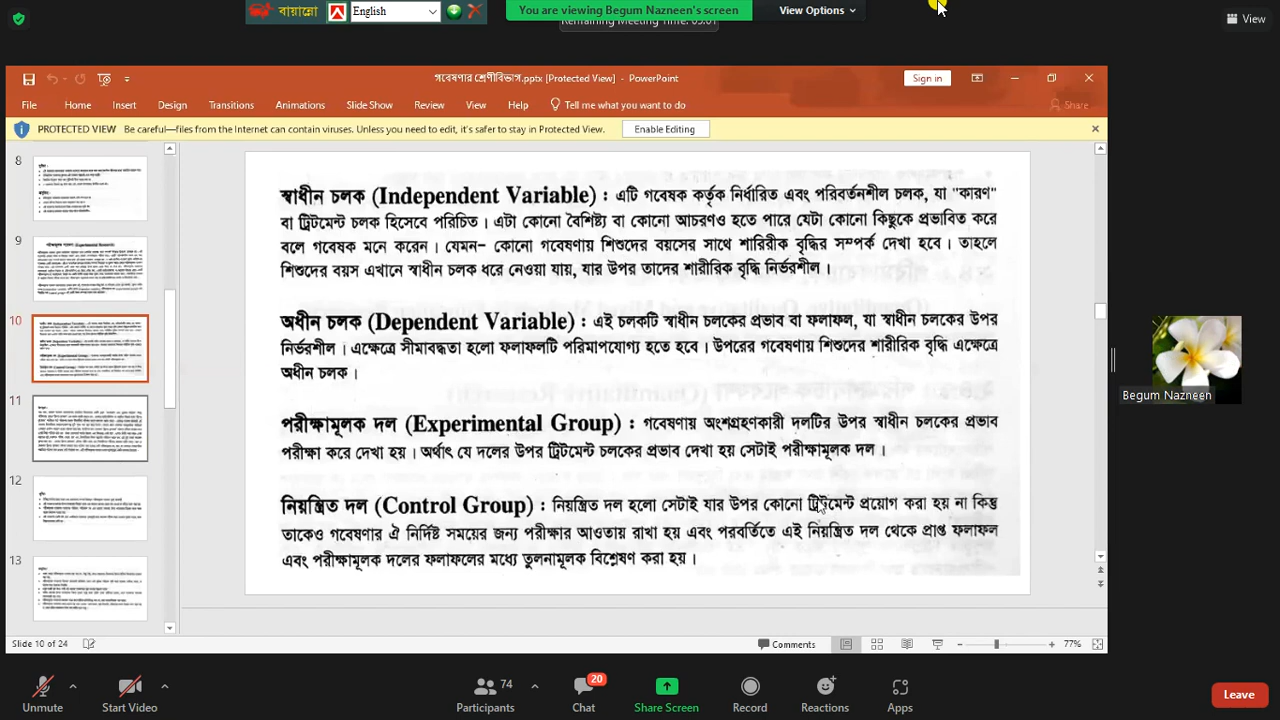 বায়ান্নো English
You are viewing Begum Nazneen's screen View Options
Remaining Meeting Time: 05:01
View
গবেষণার শ্রেণীবিভাগ.pptx [Protected View] - PowerPoint
Sign in
File Home Insert Design Transitions Animations Slide Show Review View Help Tell me what you want to do Share
PROTECTED VIEW Be careful—files from the Internet can contain viruses. Unless you need to edit, it's safer to stay in Protected View. Enable Editing
8
9
10
11
12
13
স্বাধীন চলক (Independent Variable) : এটি গবেষক কর্তৃক নির্ধারিত এবং পরিবর্তনশীল চলক, যা "কারণ"
বা ট্রিটমেন্ট চলক হিসেবে পরিচিত। এটা কোনো বৈশিষ্ট্য বা কোনো আচরণও হতে পারে যেটা কোনো কিছুকে প্রভাবিত করে
বলে গবেষক মনে করেন। যেমন– কোনো গবেষণায় শিশুদের বয়সের সাথে শারিরীক বৃদ্ধির সম্পর্ক দেখা হবে। তাহলে
শিশুদের বয়স এখানে স্বাধীন চলক ধরে নেওয়া যায়, যার উপর তাদের শারীরিক বৃদ্ধি নির্ভরশীল।
অধীন চলক (Dependent Variable) : এই চলকটি স্বাধীন চলকের প্রভাব বা ফলাফল, যা স্বাধীন চলকের উপর
নির্ভরশীল। এক্ষেত্রে সীমাবদ্ধতা হলো ফলাফলটি পরিমাপযোগ্য হতে হবে। উপরের গবেষণায় শিশুদের শারীরিক বৃদ্ধি এক্ষেত্রে
অধীন চলক।
পরীক্ষামূলক দল (Experimental Group) : গবেষণায় অংশগ্রহণকারী দলটির উপর স্বাধীন চলকের প্রভাব
পরীক্ষা করে দেখা হয়। অর্থাৎ যে দলের উপর ট্রিটমেন্ট চলকের প্রভাব দেখা হয় সেটাই পরীক্ষামূলক দল।
নিয়ন্ত্রিত দল (Control Group) : নিয়ন্ত্রিত দল হলো সেটাই যার উপর কোনো ট্রিটমেন্ট প্রয়োগ করা হয় না কিন্তু
তাকেও গবেষণার ঐ নির্দিষ্ট সময়ের জন্য পরীক্ষার আওতায় রাখা হয় এবং পরবর্তিতে এই নিয়ন্ত্রিত দল থেকে প্রাপ্ত ফলাফল
এবং পরীক্ষামূলক দলের ফলাফলের মধ্যে তুলনামূলক বিশ্লেষণ করা হয়।
Begum Nazneen
Slide 10 of 24 Comments 77%
Unmute Start Video 74 Participants 20 Chat Share Screen Record Reactions Apps Leave